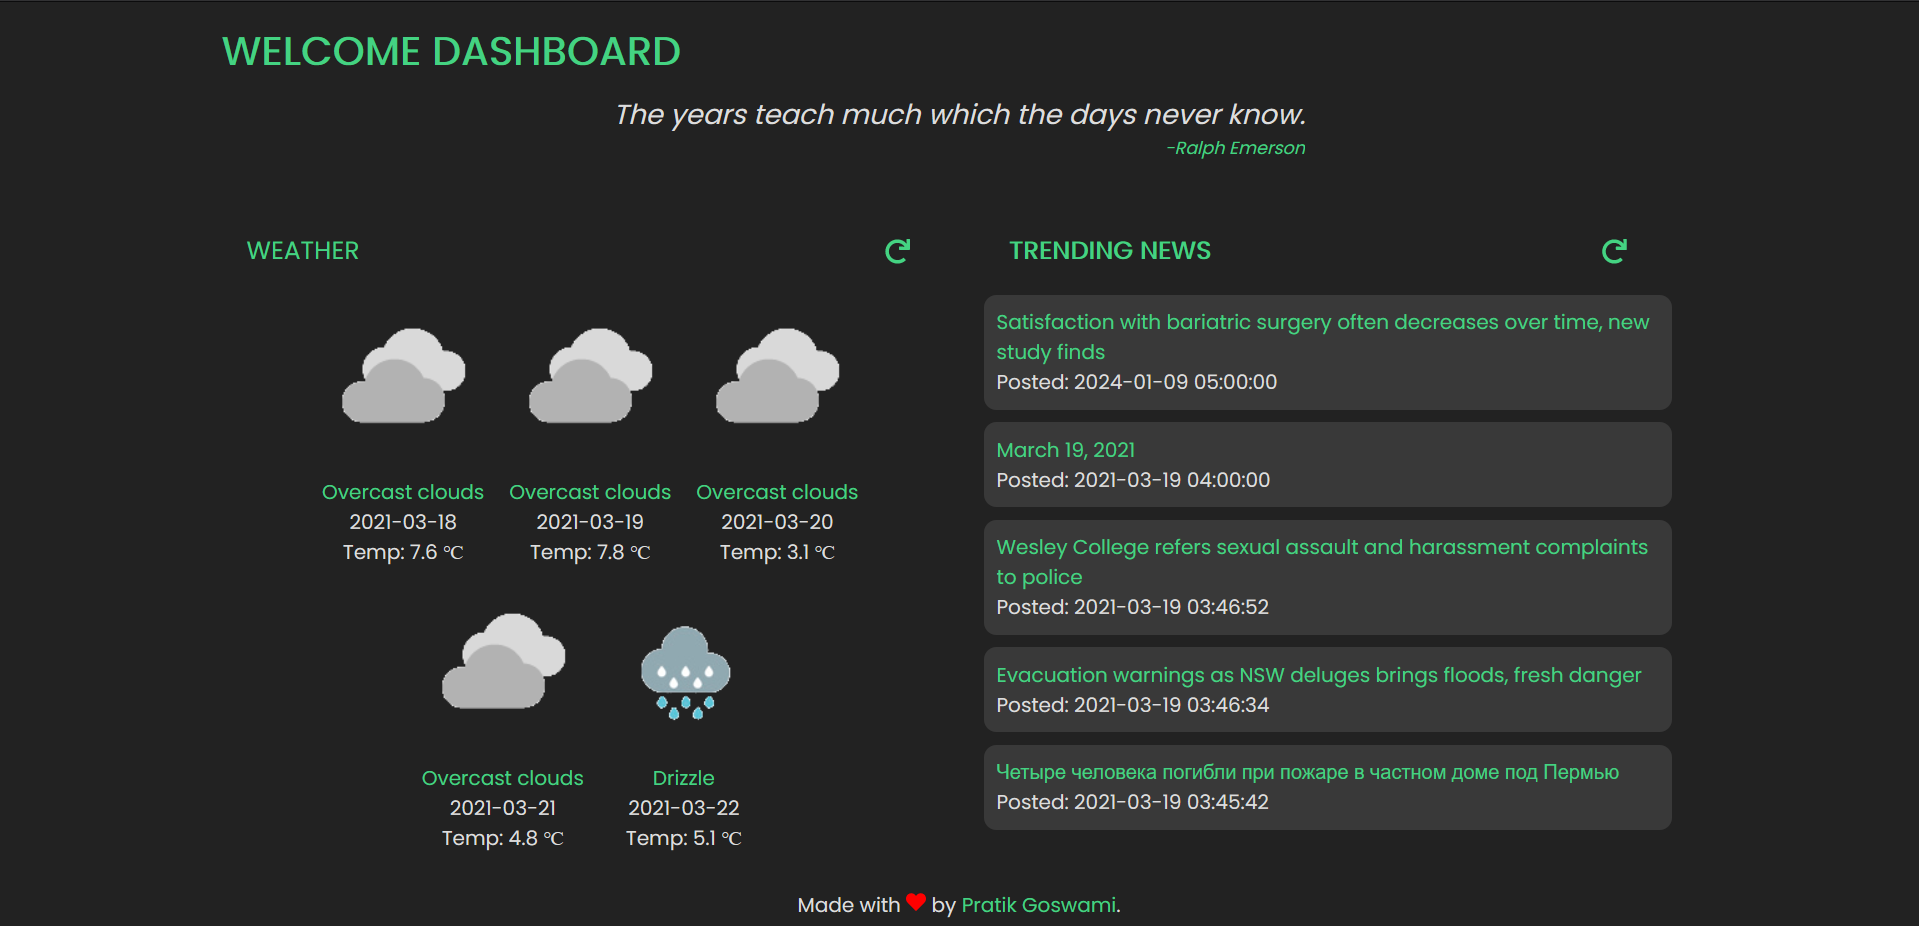 WELCOME DASHBOARD
The years teach much which the days never know.
-Ralph Emerson
WEATHER
Overcast clouds
2021-03-18
Temp: 7.6 ℃
Overcast clouds
2021-03-19
Temp: 7.8 ℃
Overcast clouds
2021-03-20
Temp: 3.1 ℃
Overcast clouds
2021-03-21
Temp: 4.8 ℃
Drizzle
2021-03-22
Temp: 5.1 ℃
TRENDING NEWS
Satisfaction with bariatric surgery often decreases over time, new
study finds
Posted: 2024-01-09 05:00:00
March 19, 2021
Posted: 2021-03-19 04:00:00
Wesley College refers sexual assault and harassment complaints
to police
Posted: 2021-03-19 03:46:52
Evacuation warnings as NSW deluges brings floods, fresh danger
Posted: 2021-03-19 03:46:34
Четыре человека погибли при пожаре в частном доме под Пермью
Posted: 2021-03-19 03:45:42
Made with ❤ by Pratik Goswami.